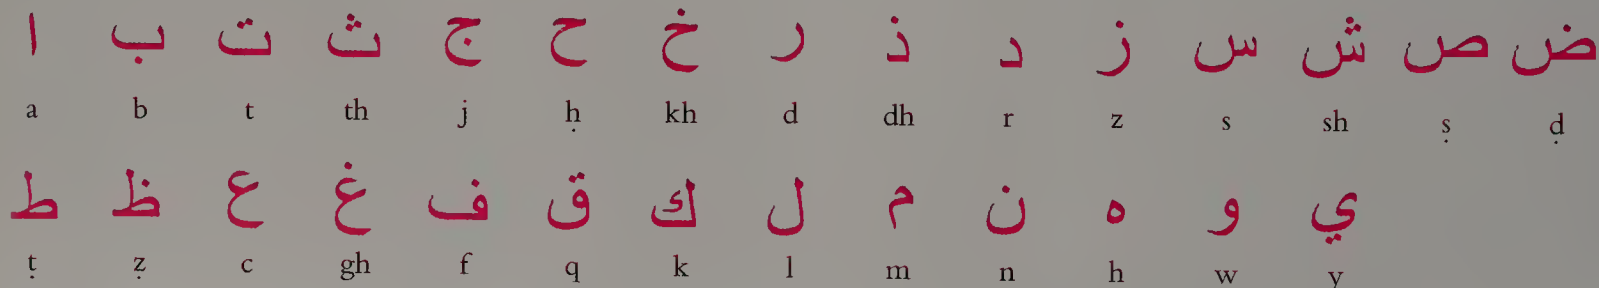 ا ب ت ث ج ح خ ر ذ د ز س ش ص ض
a b t th j ḥ kh d dh r z s sh ṣ ḍ
ط ظ ع غ ف ق ك ل م ن ه و ي
ṭ ẓ c gh f q k l m n h w y